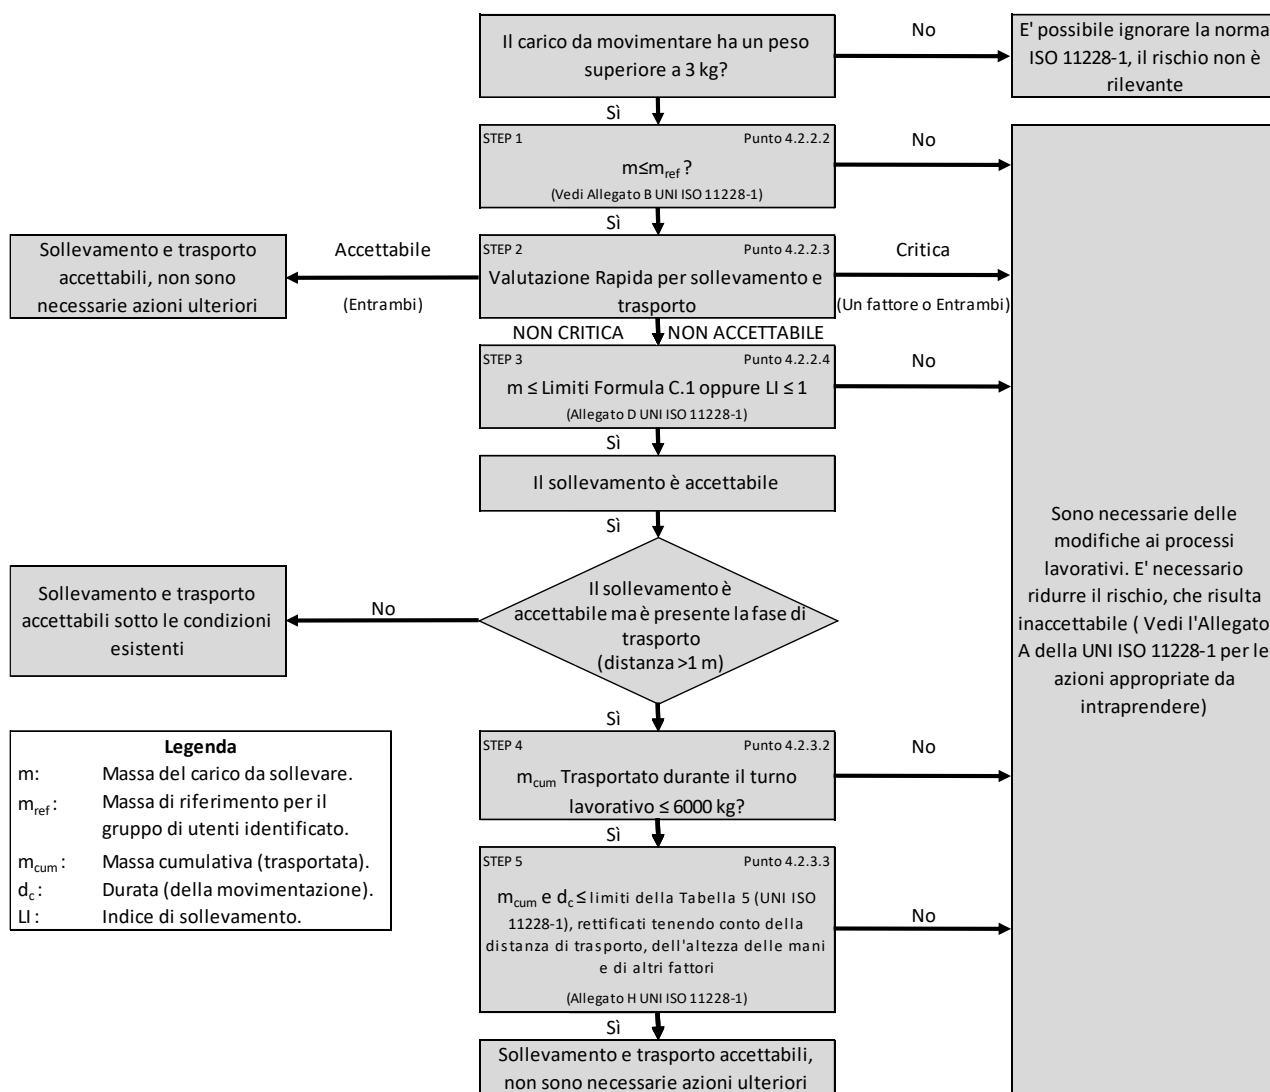 Il carico da movimentare ha un peso
superiore a 3 kg?
No
E' possibile ignorare la norma
ISO 11228-1, il rischio non è
rilevante
Sì
STEP 1 Punto 4.2.2.2
m≤mref ?
(Vedi Allegato B UNI ISO 11228-1)
No
Sì
Sollevamento e trasporto
accettabili, non sono
necessarie azioni ulteriori
Accettabile
(Entrambi)
STEP 2 Punto 4.2.2.3
Valutazione Rapida per sollevamento e
trasporto
Critica
(Un fattore o Entrambi)
NON CRITICA NON ACCETTABILE
STEP 3 Punto 4.2.2.4
m ≤ Limiti Formula C.1 oppure LI ≤ 1
(Allegato D UNI ISO 11228-1)
No
Sì
Il sollevamento è accettabile
Sì
Sollevamento e trasporto
accettabili sotto le condizioni
esistenti
No
Il sollevamento è
accettabile ma è presente la fase di
trasporto
(distanza >1 m)
Sono necessarie delle
modifiche ai processi
lavorativi. E' necessario
ridurre il rischio, che risulta
inaccettabile ( Vedi l'Allegato
A della UNI ISO 11228-1 per le
azioni appropriate da
intraprendere)
Sì
STEP 4 Punto 4.2.3.2
mcum Trasportato durante il turno
lavorativo ≤ 6000 kg?
No
Sì
STEP 5 Punto 4.2.3.3
mcum e dc ≤ limiti della Tabella 5 (UNI ISO
11228-1), rettificati tenendo conto della
distanza di trasporto, dell'altezza delle mani
e di altri fattori
(Allegato H UNI ISO 11228-1)
No
Sì
Sollevamento e trasporto accettabili,
non sono necessarie azioni ulteriori
Legenda
m: Massa del carico da sollevare.
mref : Massa di riferimento per il
gruppo di utenti identificato.
mcum : Massa cumulativa (trasportata).
dc : Durata (della movimentazione).
LI : Indice di sollevamento.